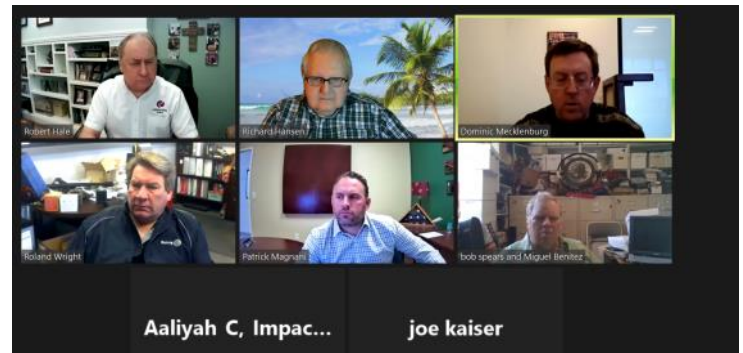 Robert Hale
Richard Hansen
Dominic Mecklenburg
Roland Wright
Patrick Magnani
bob spears and Miguel Benitez
Aaliyah C, Impac...
joe kaiser